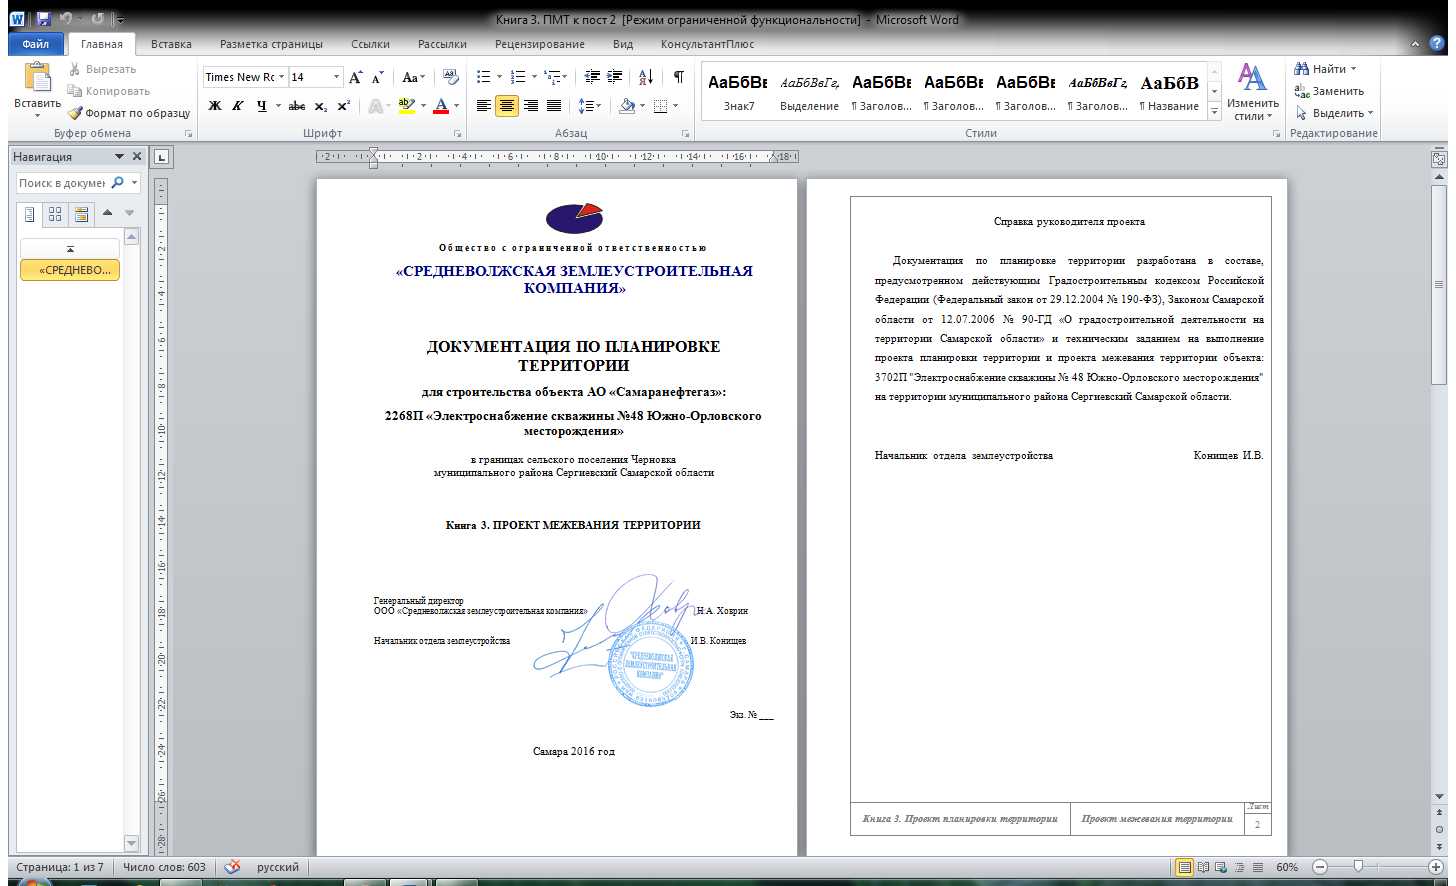 Книга 3. ПМТ к пост 2 [Режим ограниченной функциональности] - Microsoft Word
Файл Главная Вставка Разметка страницы Ссылки Рассылки Рецензирование Вид КонсультантПлюс
Вставить
Вырезать
Копировать
Формат по образцу
Буфер обмена
Times New Rc 14
Шрифт
Абзац
АаБбВв АаБбВвГг, АаБбВв АаБбВв АаБбВв АаБбВвГг, АаБбВ
Знак7 Выделение ¶ Заголов... ¶ Заголов... ¶ Заголов... ¶ Заголов... ¶ Название
Стили
Изменить стили
Найти
Заменить
Выделить
Редактирование
Навигация
Поиск в докумен
«СРЕДНЕВО...
Общество с ограниченной ответственностью
«СРЕДНЕВОЛЖСКАЯ ЗЕМЛЕУСТРОИТЕЛЬНАЯ
КОМПАНИЯ»
ДОКУМЕНТАЦИЯ ПО ПЛАНИРОВКЕ
ТЕРРИТОРИИ
для строительства объекта АО «Самаранефтегаз»:
2268П «Электроснабжение скважины №48 Южно-Орловского
месторождения»
в границах сельского поселения Черновка
муниципального района Сергиевский Самарской области
Книга 3. ПРОЕКТ МЕЖЕВАНИЯ ТЕРРИТОРИИ
Генеральный директор
ООО «Средневолжская землеустроительная компания» Н.А. Ховрин
Начальник отдела землеустройства И.В. Конищев
"СРЕДНЕВОЛЖСКАЯ
ЗЕМЛЕУСТРОИТЕЛЬНАЯ
КОМПАНИЯ"
Экз. № ___
Самара 2016 год
Справка руководителя проекта
Документация по планировке территории разработана в составе,
предусмотренном действующим Градостроительным кодексом Российской
Федерации (Федеральный закон от 29.12.2004 № 190-ФЗ), Законом Самарской
области от 12.07.2006 № 90-ГД «О градостроительной деятельности на
территории Самарской области» и техническим заданием на выполнение
проекта планировки территории и проекта межевания территории объекта:
3702П "Электроснабжение скважины № 48 Южно-Орловского месторождения"
на территории муниципального района Сергиевский Самарской области.
Начальник отдела землеустройства Конищев И.В.
Книга 3. Проект планировки территории Проект межевания территории
Лист
2
Страница: 1 из 7 Число слов: 603 русский 60%